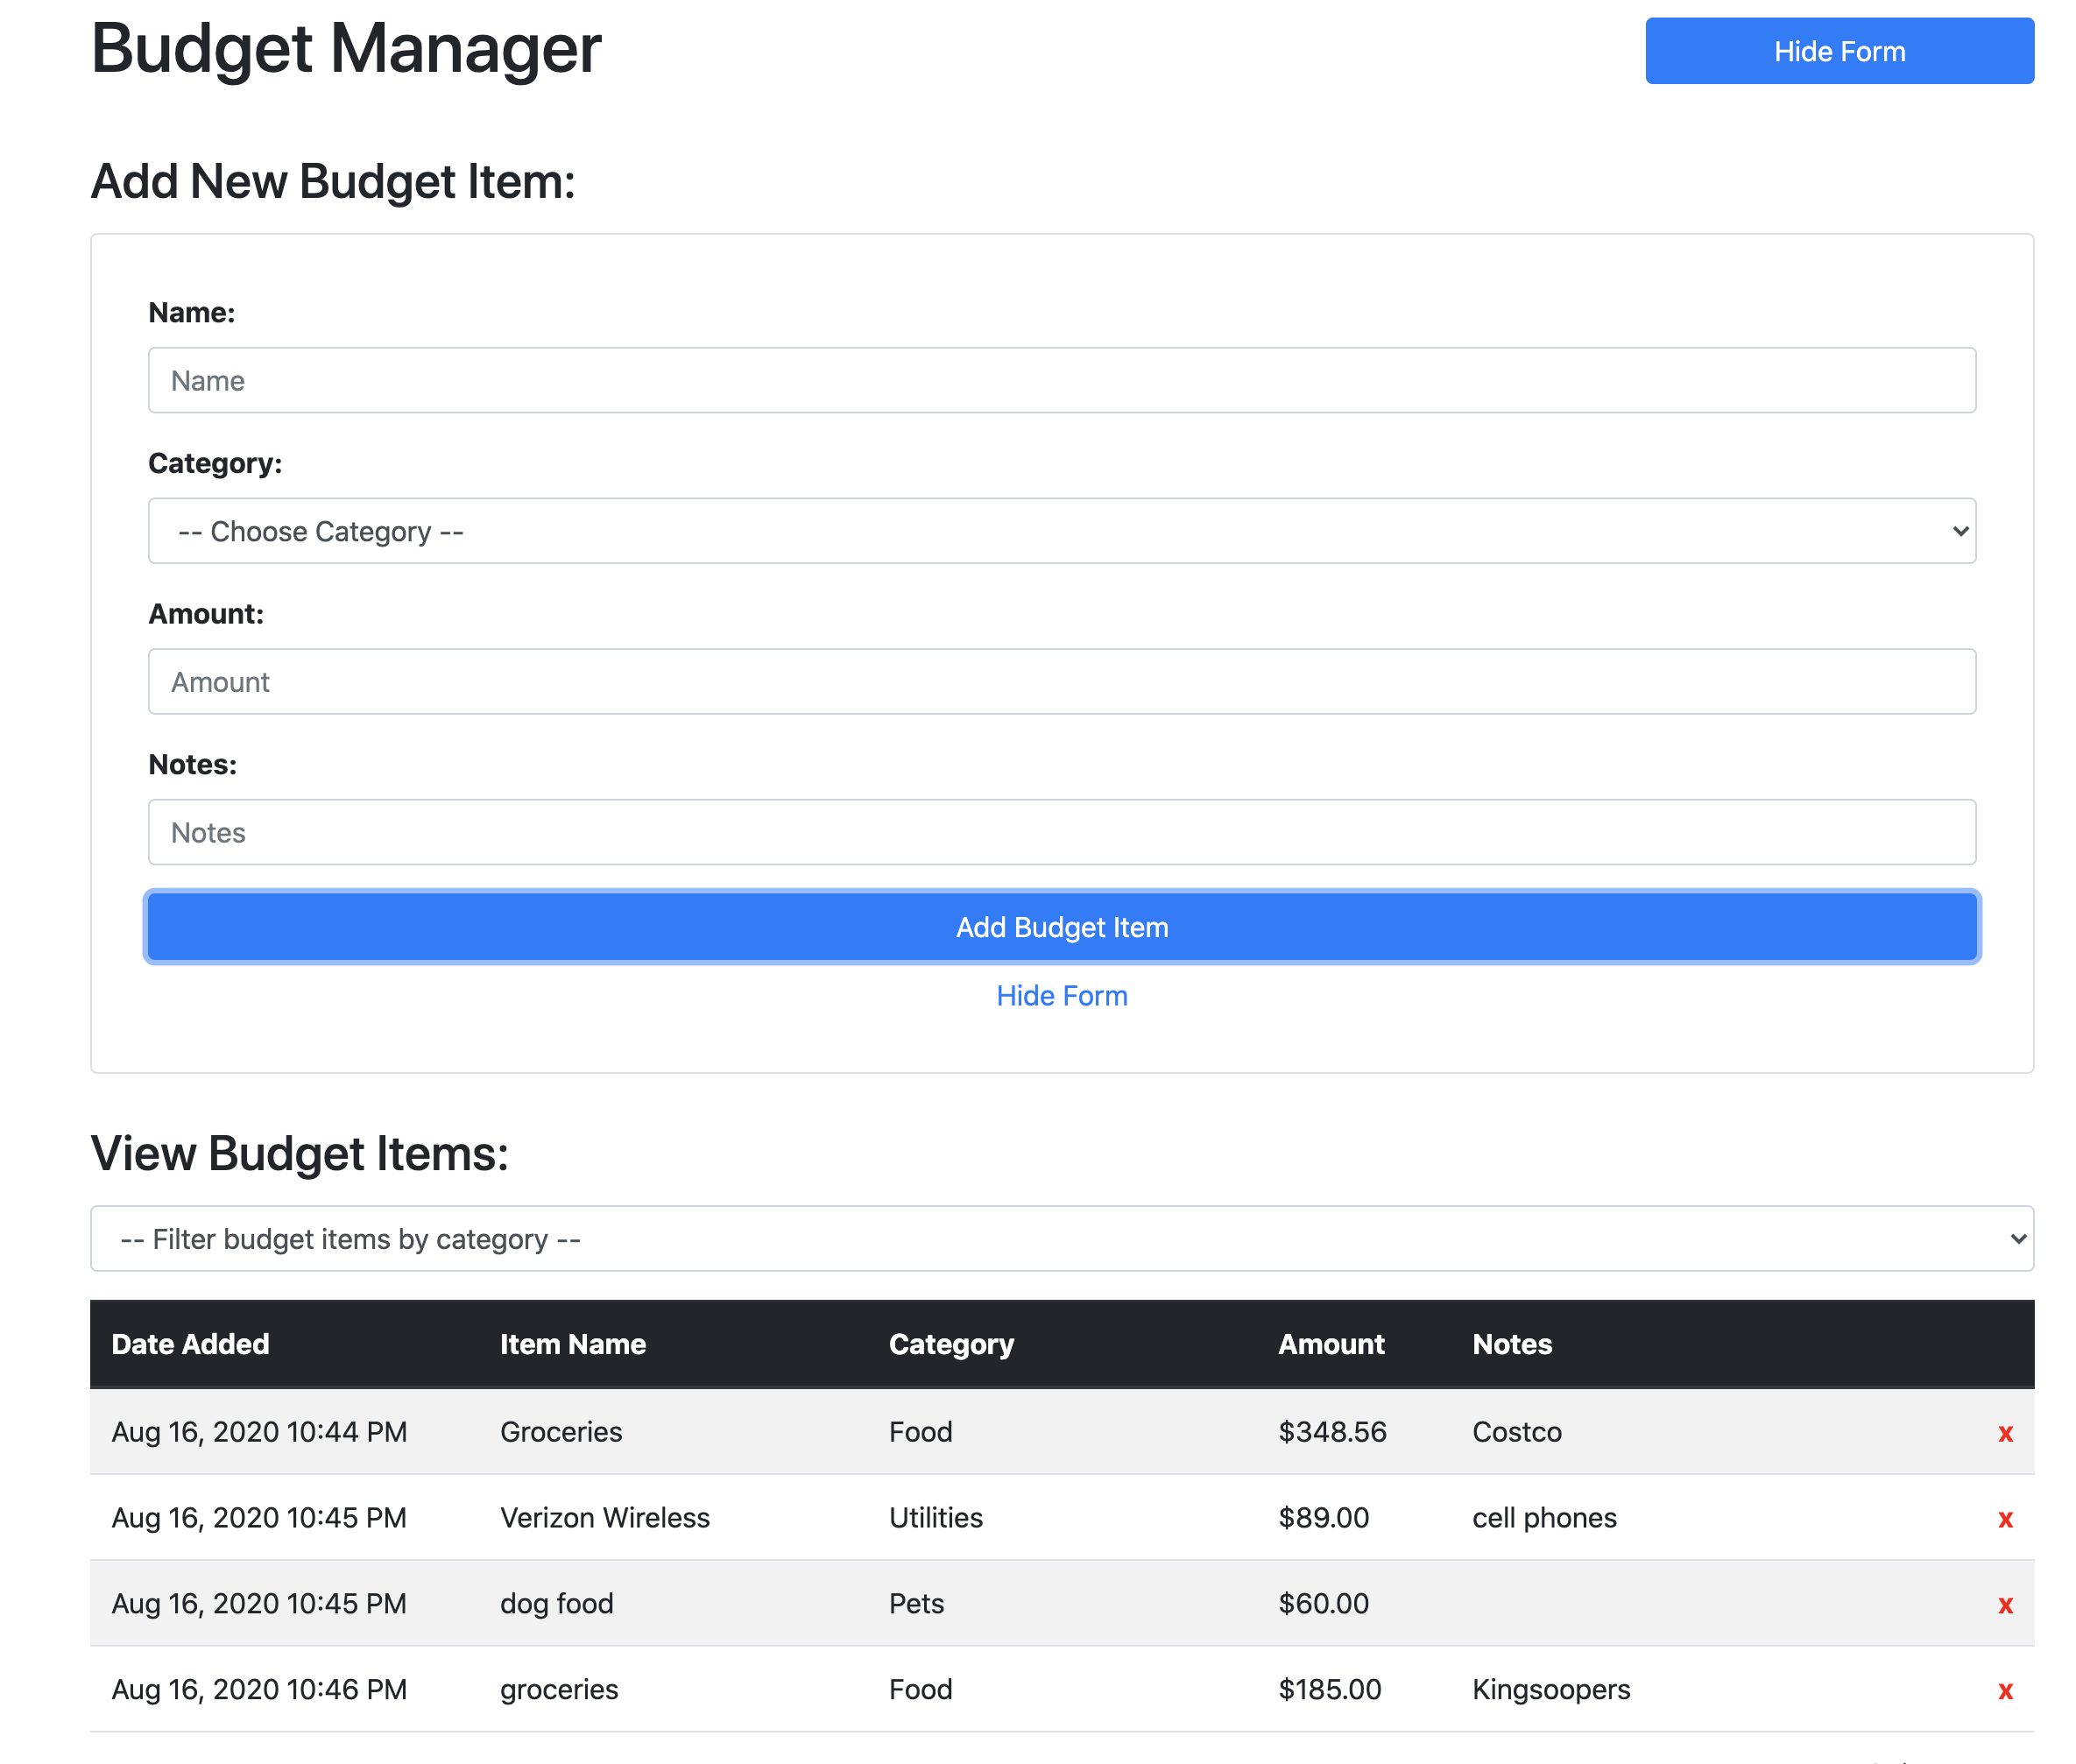 Budget Manager
Hide Form
Add New Budget Item:
Name:
Name
Category:
-- Choose Category --
Amount:
Amount
Notes:
Notes
Add Budget Item
Hide Form
View Budget Items:
-- Filter budget items by category --
Date Added Item Name Category Amount Notes
Aug 16, 2020 10:44 PM Groceries Food $348.56 Costco x
Aug 16, 2020 10:45 PM Verizon Wireless Utilities $89.00 cell phones x
Aug 16, 2020 10:45 PM dog food Pets $60.00 x
Aug 16, 2020 10:46 PM groceries Food $185.00 Kingsoopers x